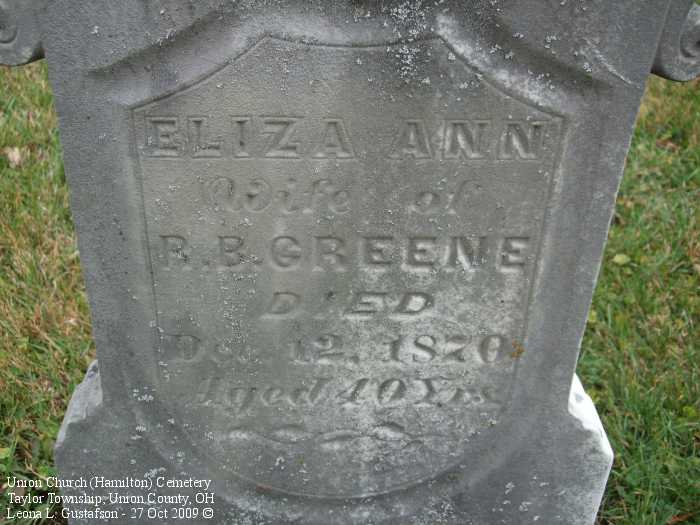 ELIZA ANN
Wife of
R. B. GREENE
DIED
Dec. 12, 1870
Aged 40 Yrs
Union Church (Hamilton) Cemetery
Taylor Township, Union County, OH
Leona L. Gustafson - 27 Oct 2009 ©